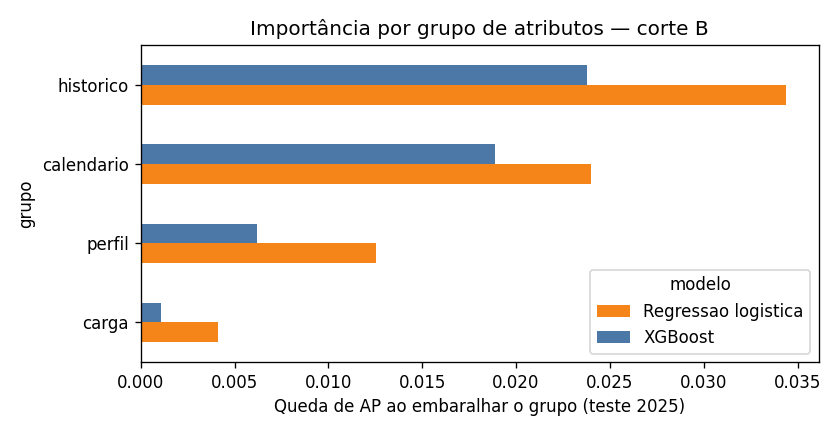 Importância por grupo de atributos — corte B
grupo
historico
calendario
perfil
carga
modelo
Regressao logistica
XGBoost
0.000 0.005 0.010 0.015 0.020 0.025 0.030 0.035
Queda de AP ao embaralhar o grupo (teste 2025)